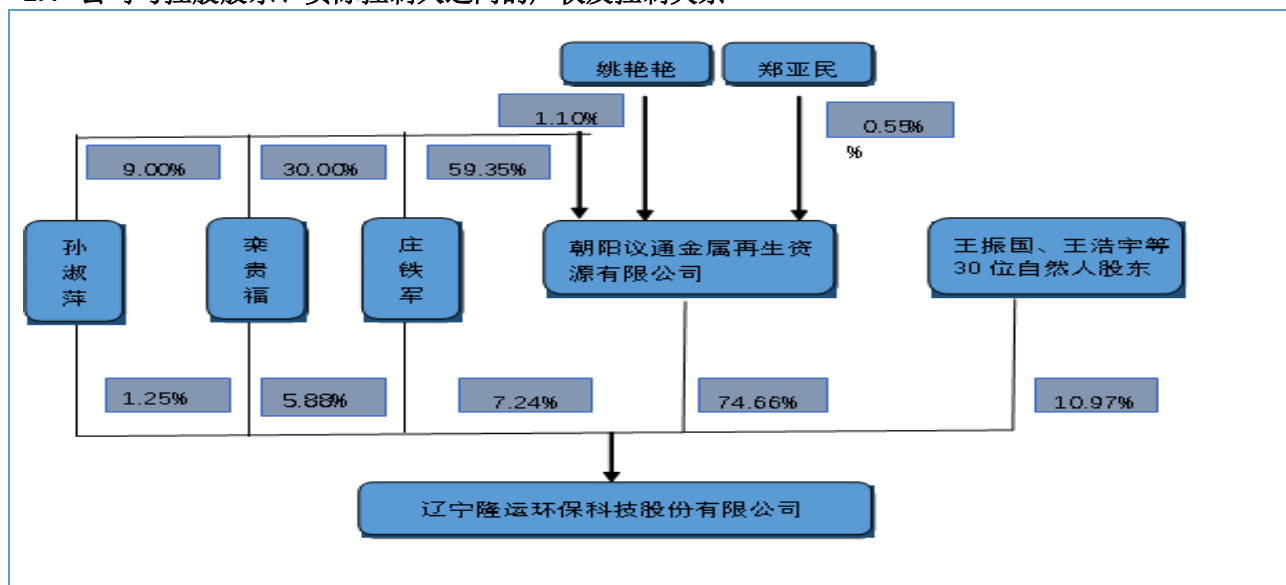 姚艳艳
郑亚民
1.10%
0.55%
%
9.00%
30.00%
59.35%
孙淑萍
栾贵福
庄铁军
朝阳议通金属再生资
源有限公司
王振国、王浩宇等
30 位自然人股东
1.25%
5.88%
7.24%
74.66%
10.97%
辽宁隆运环保科技股份有限公司